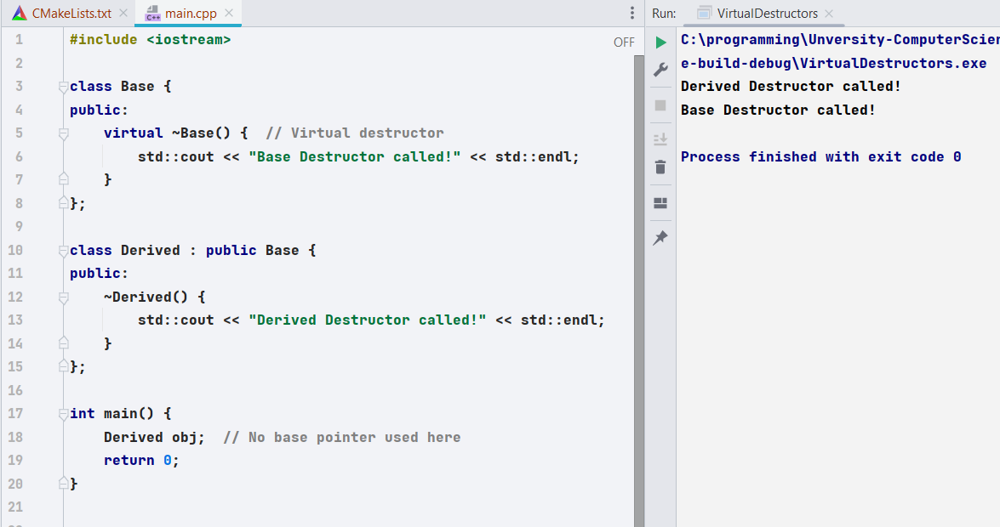 CMakeLists.txt main.cpp Run: VirtualDestructors
OFF
1 #include <iostream>
2
3 class Base {
4 public:
5 virtual ~Base() { // Virtual destructor
6 std::cout << "Base Destructor called!" << std::endl;
7 }
8 };
9
10 class Derived : public Base {
11 public:
12 ~Derived() {
13 std::cout << "Derived Destructor called!" << std::endl;
14 }
15 };
16
17 int main() {
18 Derived obj; // No base pointer used here
19 return 0;
20 }
21
C:\programming\Unversity-ComputerScien
e-build-debug\VirtualDestructors.exe
Derived Destructor called!
Base Destructor called!
Process finished with exit code 0